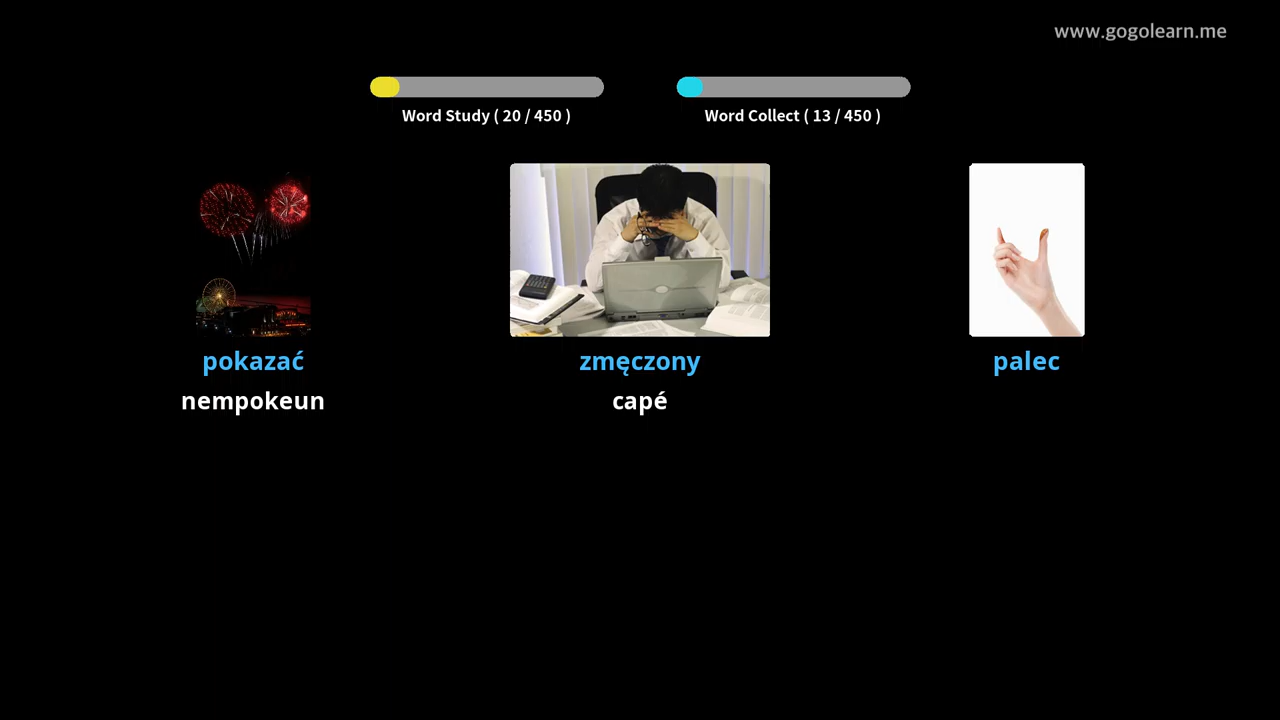 www.gogolearn.me
Word Study ( 20 / 450 )
Word Collect ( 13 / 450 )
pokazać
zmęczony
palec
nempokeun
capé